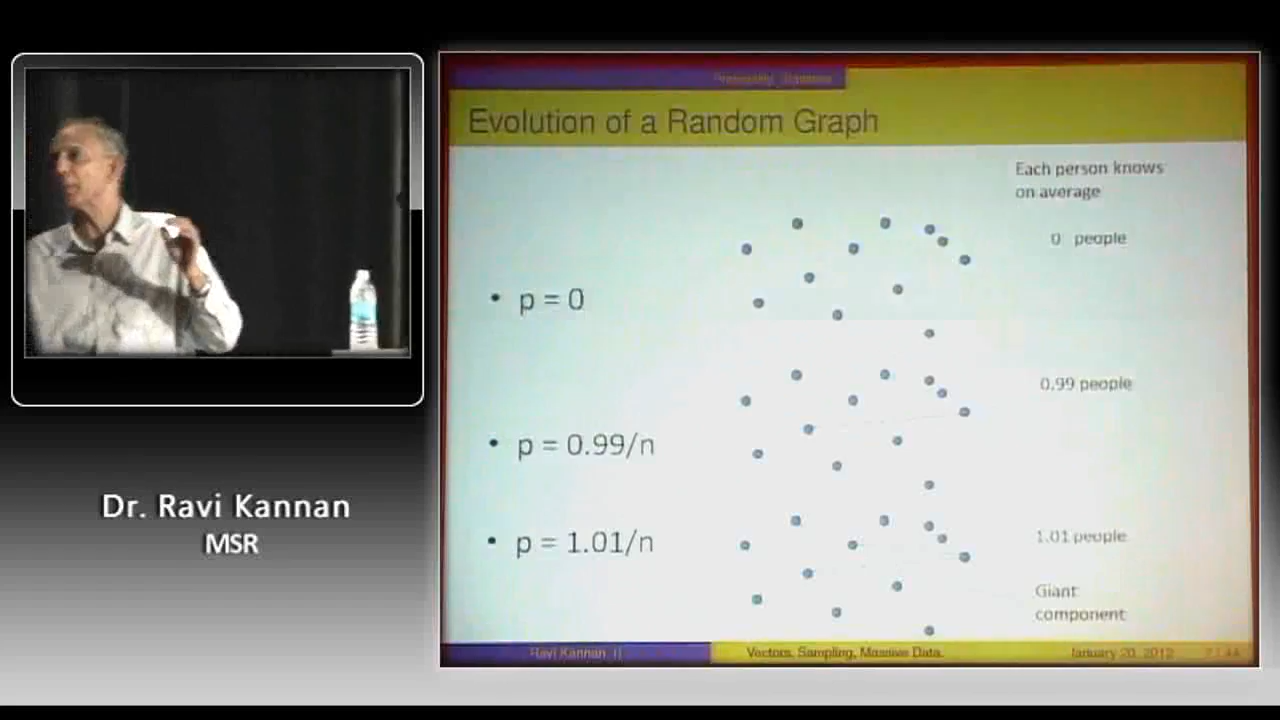 Evolution of a Random Graph
Each person knows
on average
0 people
• p = 0
0.99 people
• p = 0.99/n
1.01 people
• p = 1.01/n
Giant
component
Ravi Kannan
Vectors, Sampling, Massive Data.
January 20, 2012
Dr. Ravi Kannan
MSR